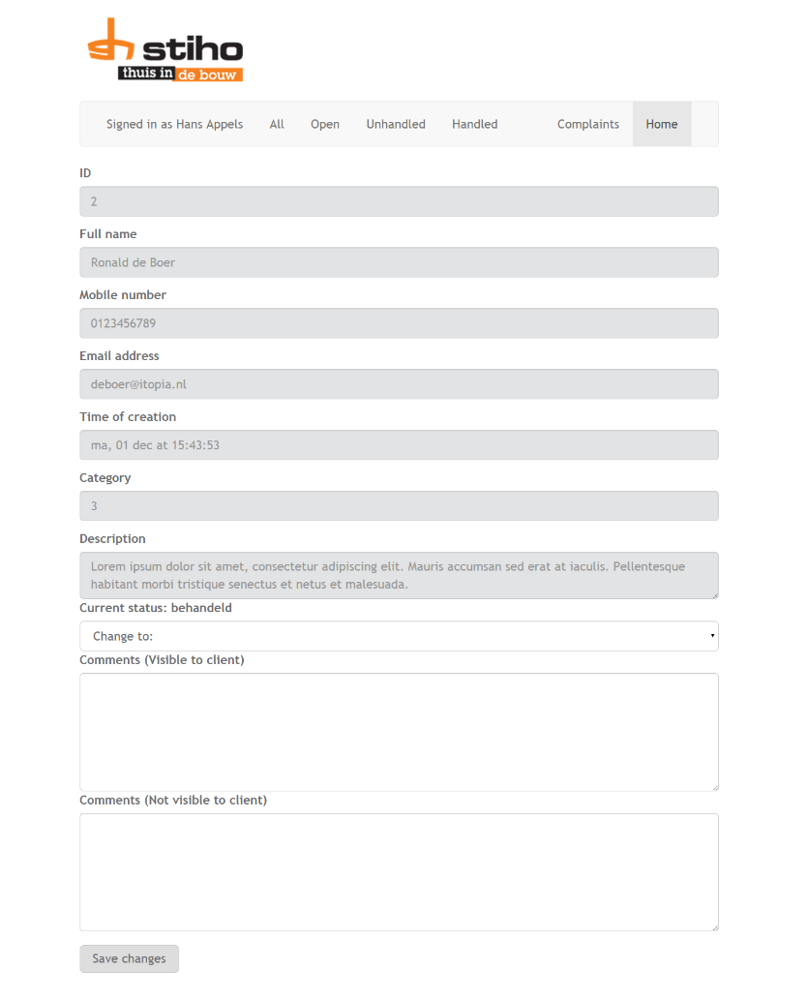 sh stiho
thuis in de bouw
Signed in as Hans Appels All Open Unhandled Handled Complaints Home
ID
2
Full name
Ronald de Boer
Mobile number
0123456789
Email address
deboer@itopia.nl
Time of creation
ma, 01 dec at 15:43:53
Category
3
Description
Lorem ipsum dolor sit amet, consectetur adipiscing elit. Mauris accumsan sed erat at iaculis. Pellentesque
habitant morbi tristique senectus et netus et malesuada.
Current status: behandeld
Change to:
Comments (Visible to client)
Comments (Not visible to client)
Save changes